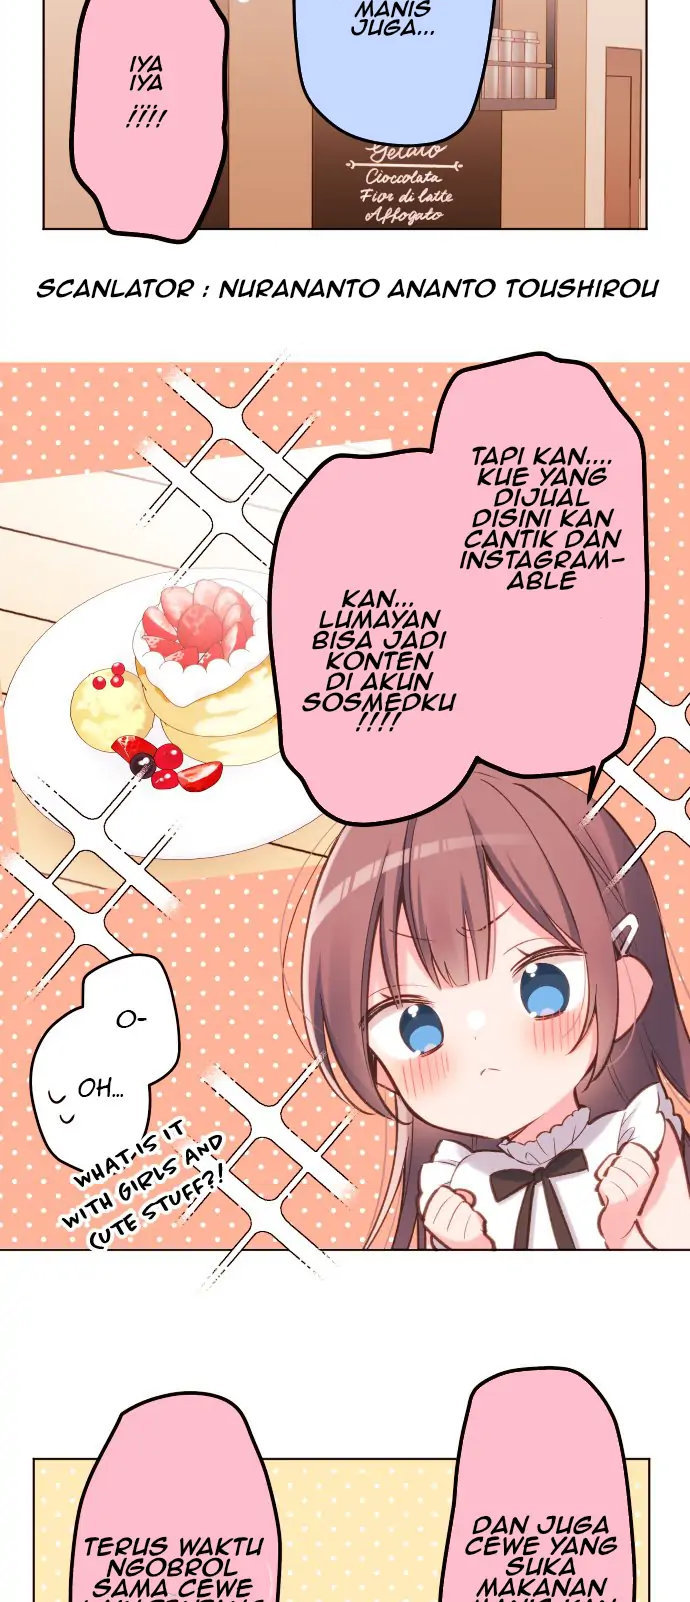 MANIS
JUGA...
IYA
IYA
...
!!!!
Gelato
Cioccolata
Fior di latte
Affogato
SCANLATOR : NURANANTO ANANTO TOUSHIROU
TAPI KAN....
KUE YANG
DIJUAL
DISINI KAN
CANTIK DAN
INSTAGRAM-
ABLE
KAN...
LUMAYAN
BISA JADI
KONTEN
DI AKUN
SOSMEDKU
!!!!
O-
OH...
WHAT IS IT
WITH GIRLS AND
CUTE STUFF?!
DAN JUGA
CEWE YANG
SUKA
MAKANAN
MANIS KAN
TERUS WAKTU
NGOBROL
SAMA CEWE